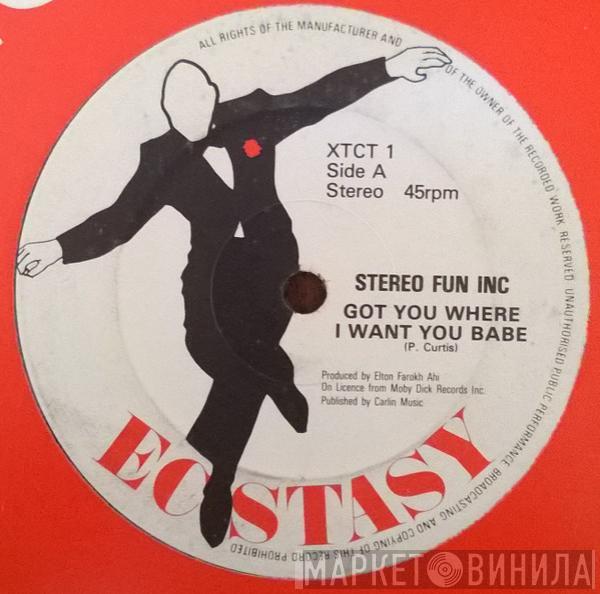 ALL RIGHTS OF THE MANUFACTURER AND OF THE OWNER OF THE RECORDED WORK RESERVED UNAUTHORISED PUBLIC PERFORMANCE BROADCASTING AND COPYING OF THIS RECORD PROHIBITED
XTCT 1
Side A
Stereo 45rpm
STEREO FUN INC
GOT YOU WHERE
I WANT YOU BABE
(P. Curtis)
Produced by Elton Farokh Ahi
On Licence from Moby Dick Records Inc.
Published by Carlin Music
ECSTASY
МАРКЕТ ВИНИЛА